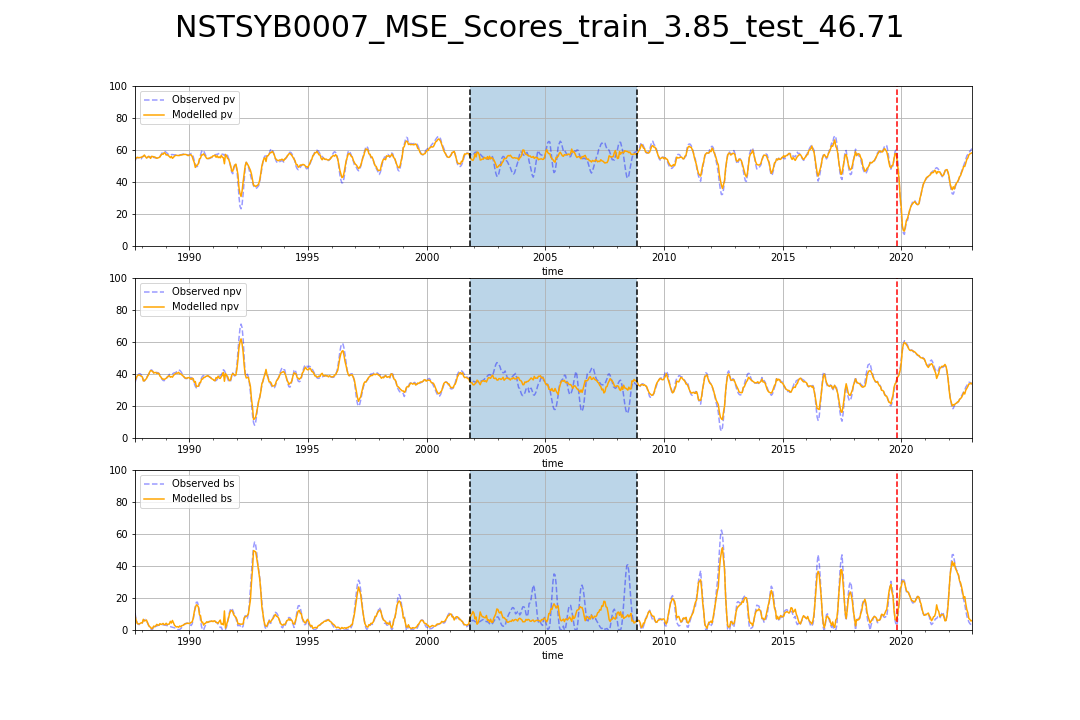 NSTSYB0007_MSE_Scores_train_3.85_test_46.71
100
80
60
40
20
0
Observed pv
Modelled pv
1990 1995 2000 2005 2010 2015 2020
time
100
80
60
40
20
0
Observed npv
Modelled npv
1990 1995 2000 2005 2010 2015 2020
time
100
80
60
40
20
0
Observed bs
Modelled bs
1990 1995 2000 2005 2010 2015 2020
time